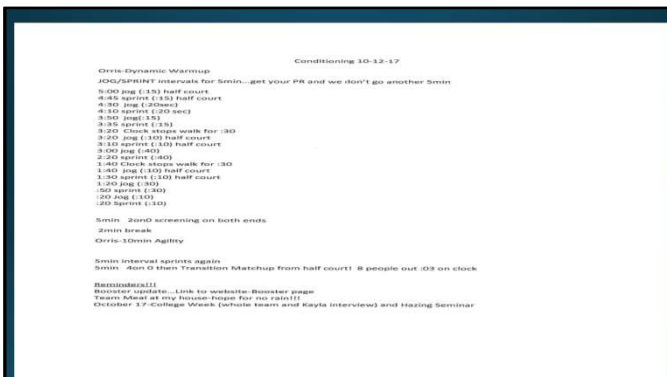 Conditioning 10-12-17
Orris-Dynamic Warmup
JOG/SPRINT intervals for 5min...get your PR and we don't go another 5min
5:00 jog (:15) half court
4:45 sprint (:15) half court
4:30 jog (:20sec)
4:10 sprint (:20 sec)
3:50 jog(:15)
3:35 sprint (:15)
3:20 Clock stops walk for :30
3:20 jog (:10) half court
3:10 sprint (:10) half court
3:00 jog (:40)
2:20 sprint (:40)
1:40 Clock stops walk for :30
1:40 jog (:10) half court
1:30 sprint (:10) half court
1:20 jog (:30)
:50 sprint (:30)
:20 Jog (:10)
:20 Sprint (:10)
5min 2on0 screening on both ends
2min break
Orris-10min Agility
5min interval sprints again
5min 4on 0 then Transition Matchup from half court! 8 people out :03 on clock
Reminders!!!
Booster update...Link to website-Booster page
Team Meal at my house-hope for no rain!!!
October 17-College Week (whole team and Kayla interview) and Hazing Seminar